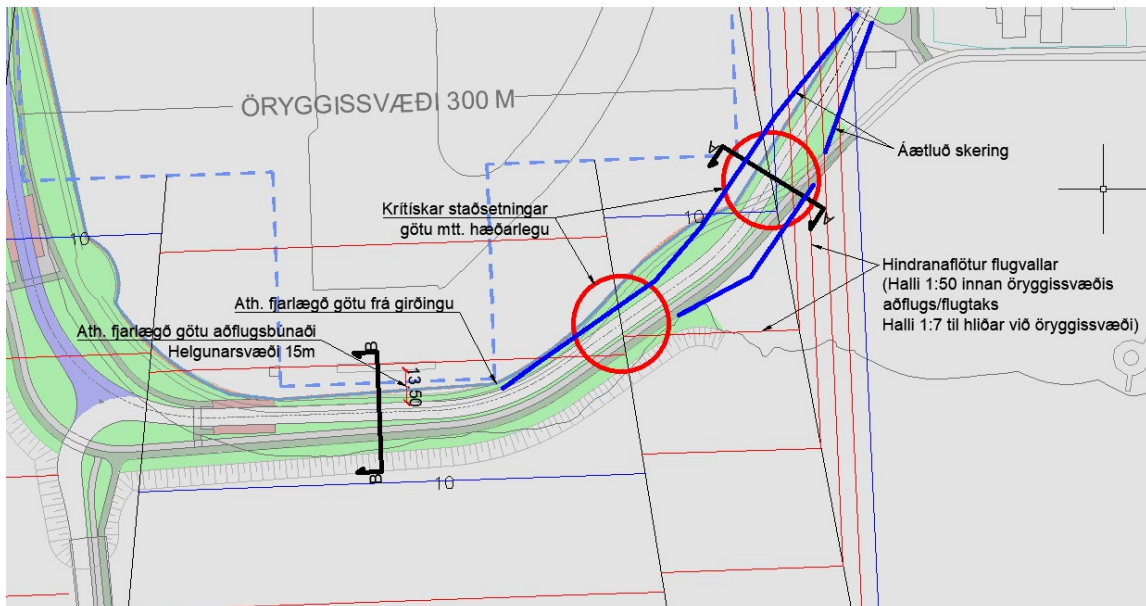 ÖRYGGISSVÆÐI 300 M
Áætluð skering
A
A
Krítískar staðsetningar
götu mtt. hæðarlegu
10
10
Hindranaflötur flugvallar
(Halli 1:50 innan öryggissvæðis
aðflugs/flugtaks
Halli 1:7 til hliðar við öryggissvæði)
Ath. fjarlægð götu frá girðingu
Ath. fjarlægð götu aðflugsbúnaði
Helgunarsvæði 15m
B
13,50
B
10